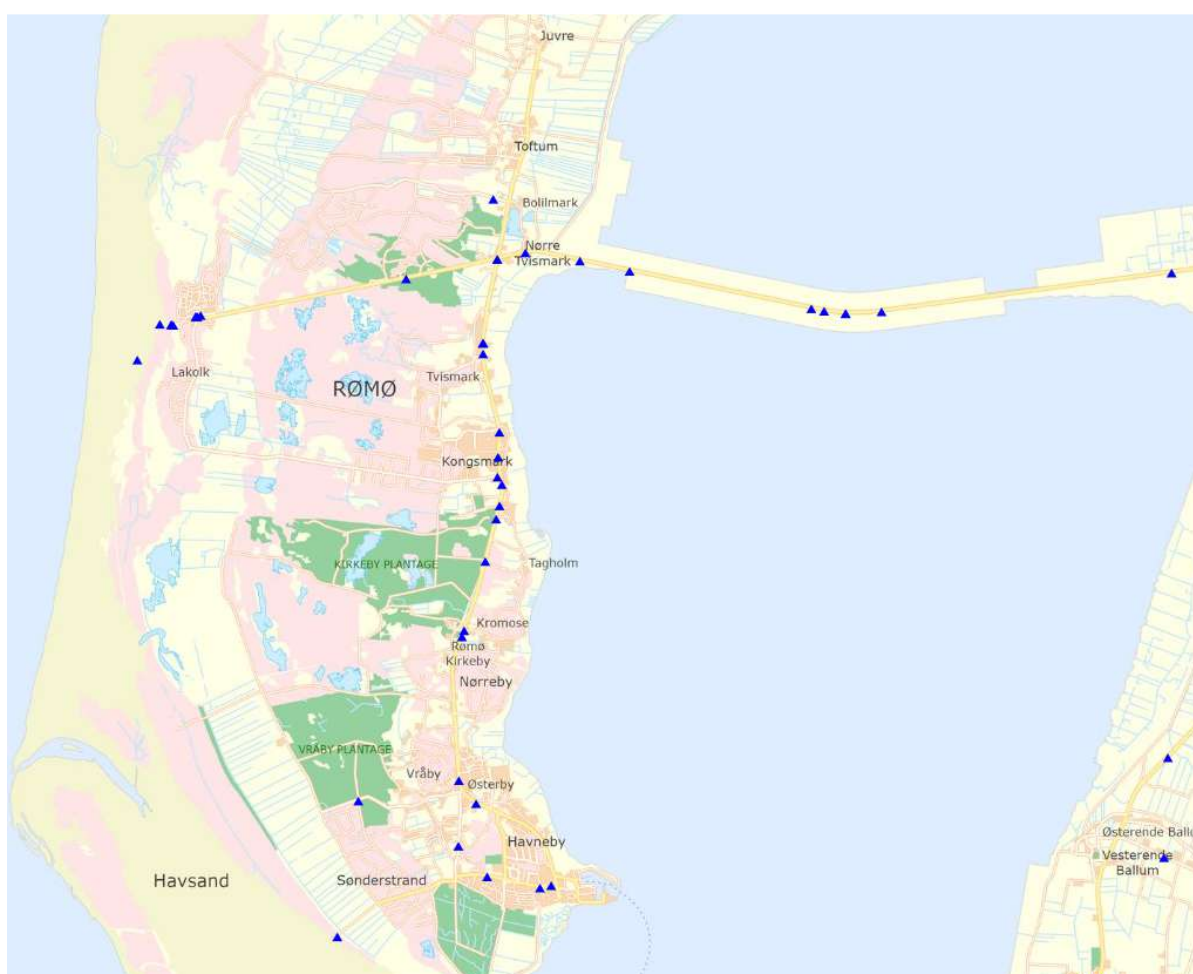 Juvre
Toftum
Bolilmark
Nørre
Tvismark
Lakolk
RØMØ
Tvismark
Kongsmark
KIRKEBY PLANTAGE
Tagholm
Kromose
Rømø
Kirkeby
Nørreby
VRÅBY PLANTAGE
Vråby
Østerby
Havneby
Østerende Ballu
Vesterende
Ballum
Havsand
Sønderstrand